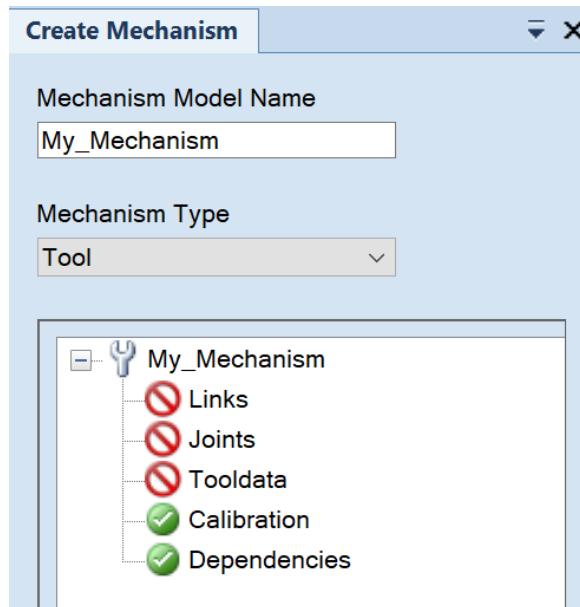 Create Mechanism
Mechanism Model Name
My_Mechanism
Mechanism Type
Tool
My_Mechanism
Links
Joints
Tooldata
Calibration
Dependencies